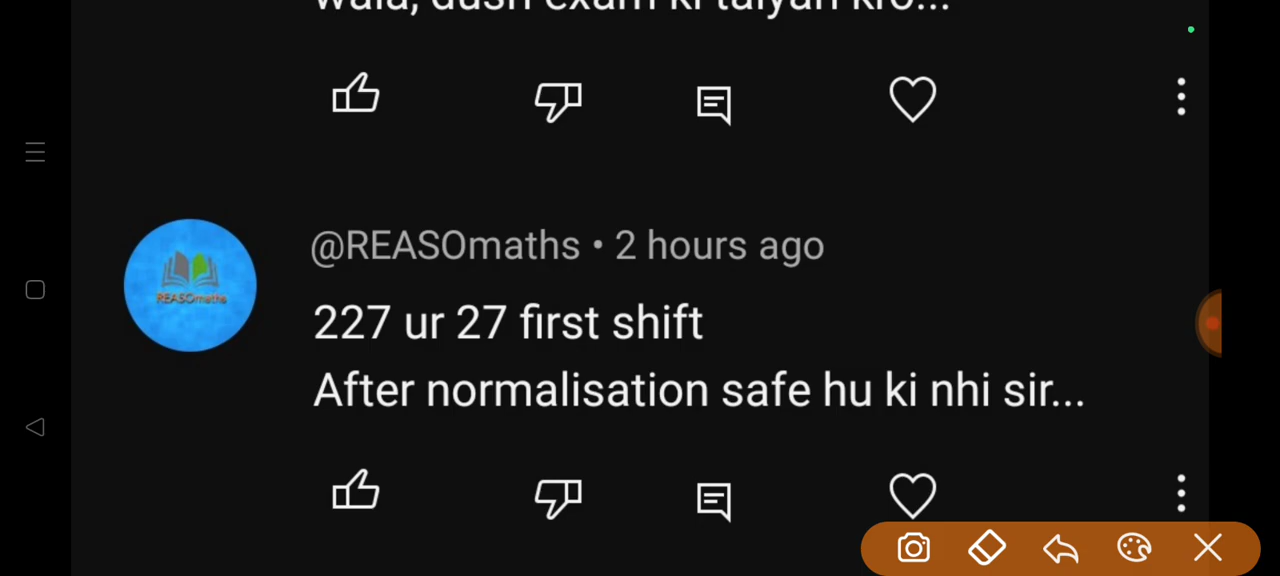 wala, dusri exam ki taiyari kro...
@REASOmaths • 2 hours ago
REASOmaths
227 ur 27 first shift
After normalisation safe hu ki nhi sir...